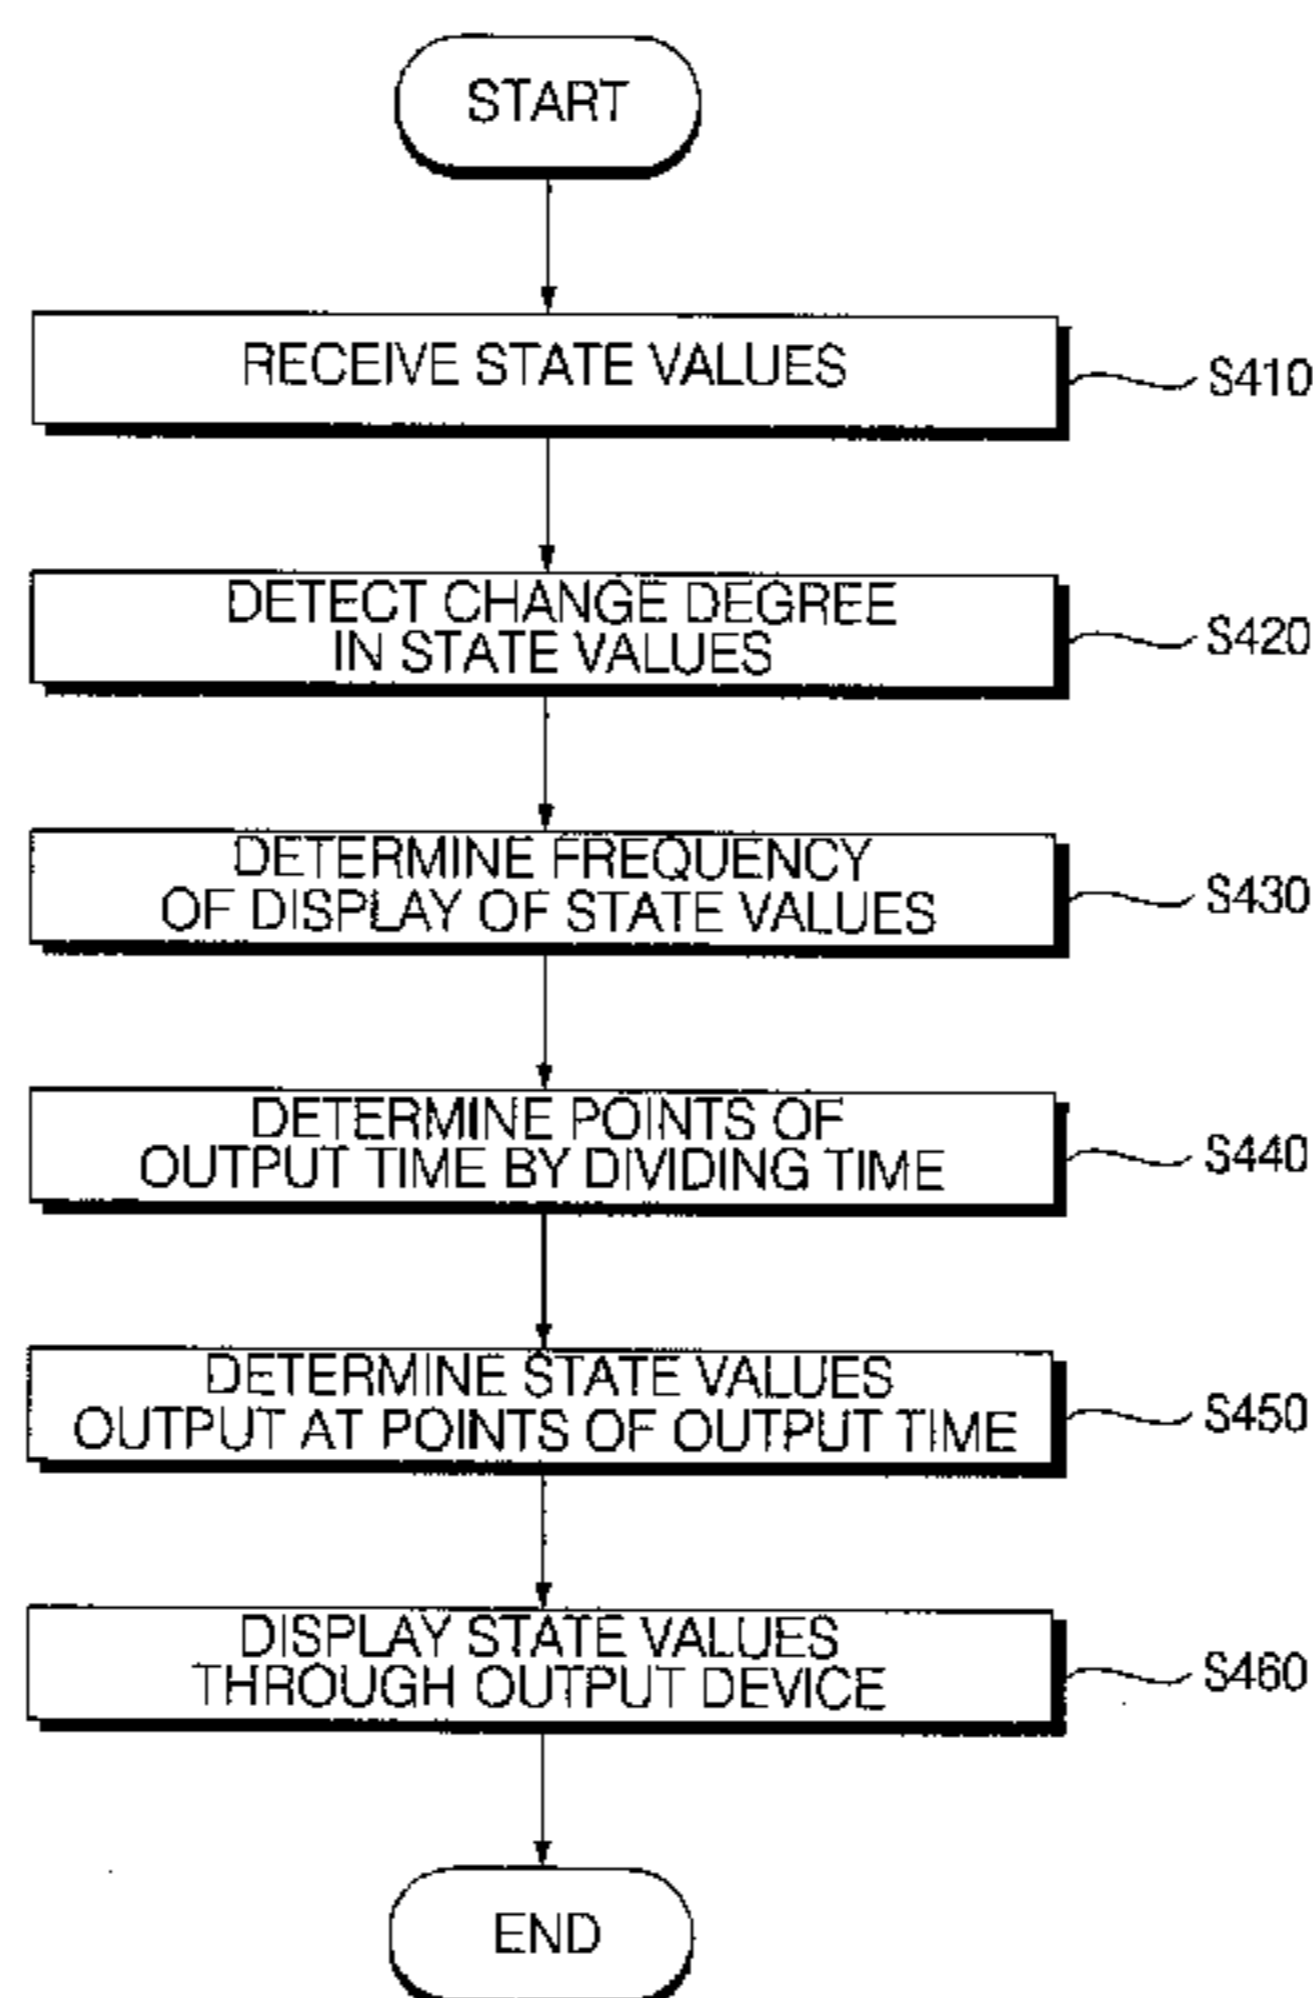 START
RECEIVE STATE VALUES
S410
DETECT CHANGE DEGREE
IN STATE VALUES
S420
DETERMINE FREQUENCY
OF DISPLAY OF STATE VALUES
S430
DETERMINE POINTS OF
OUTPUT TIME BY DIVIDING TIME
S440
DETERMINE STATE VALUES
OUTPUT AT POINTS OF OUTPUT TIME
S450
DISPLAY STATE VALUES
THROUGH OUTPUT DEVICE
S460
END